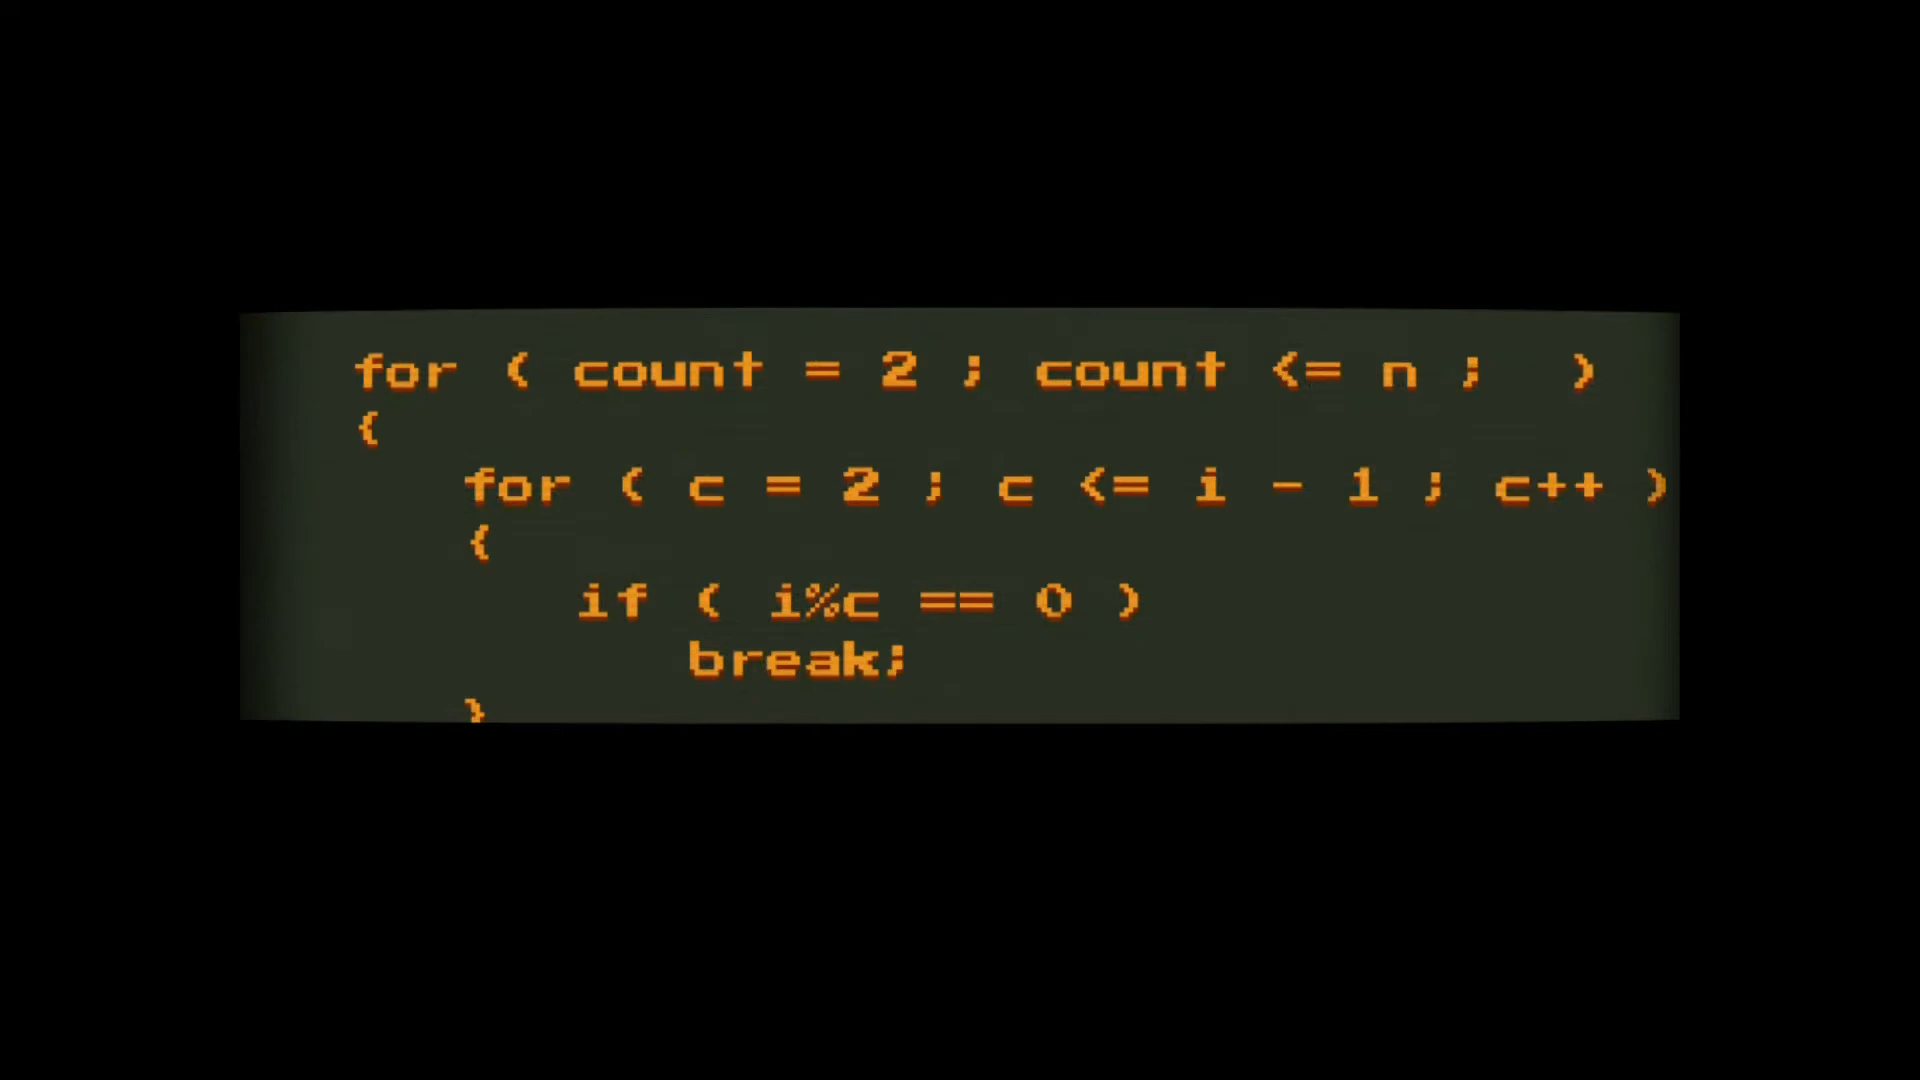 for ( count = 2 ; count <= n ;  )
{
for ( c = 2 ; c <= i - 1 ; c++ )
{
if ( i%c == 0 )
break;
}